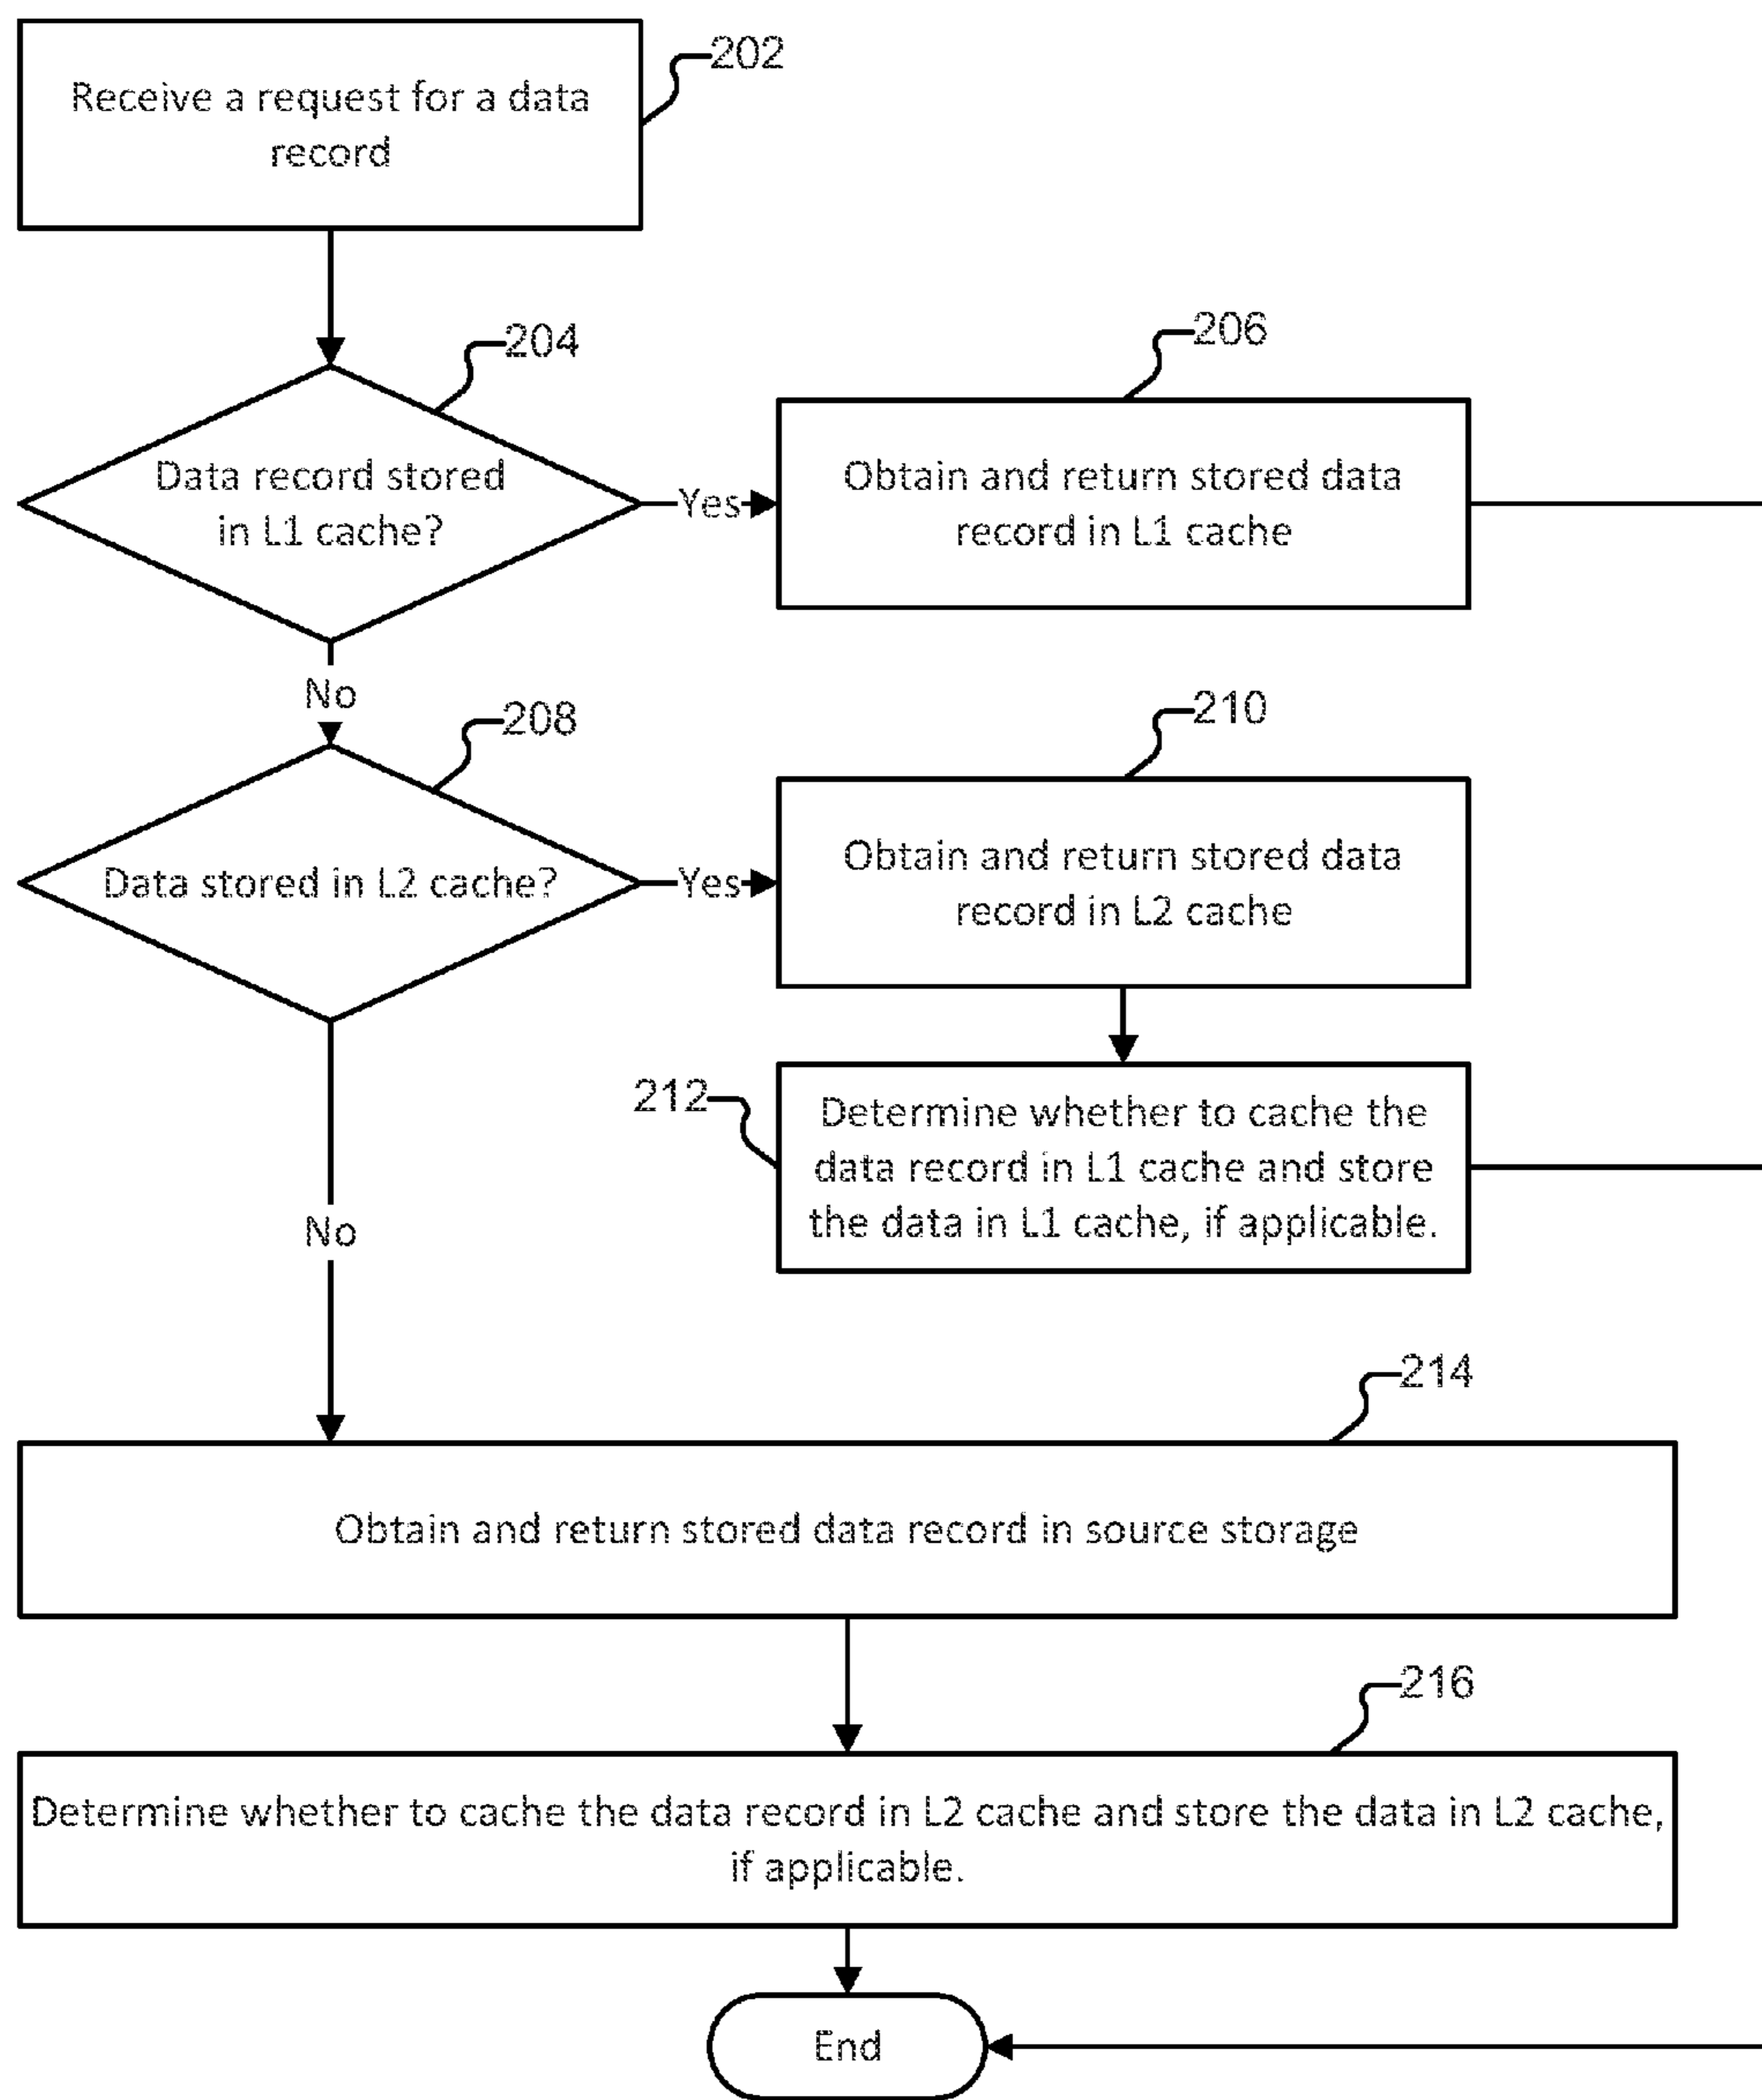 202
Receive a request for a data
record
204
Data record stored
in L1 cache?
Yes
206
Obtain and return stored data
record in L1 cache
No
208
Data stored in L2 cache?
Yes
210
Obtain and return stored data
record in L2 cache
212
Determine whether to cache the
data record in L1 cache and store
the data in L1 cache, if applicable.
No
214
Obtain and return stored data record in source storage
216
Determine whether to cache the data record in L2 cache and store the data in L2 cache,
if applicable.
End